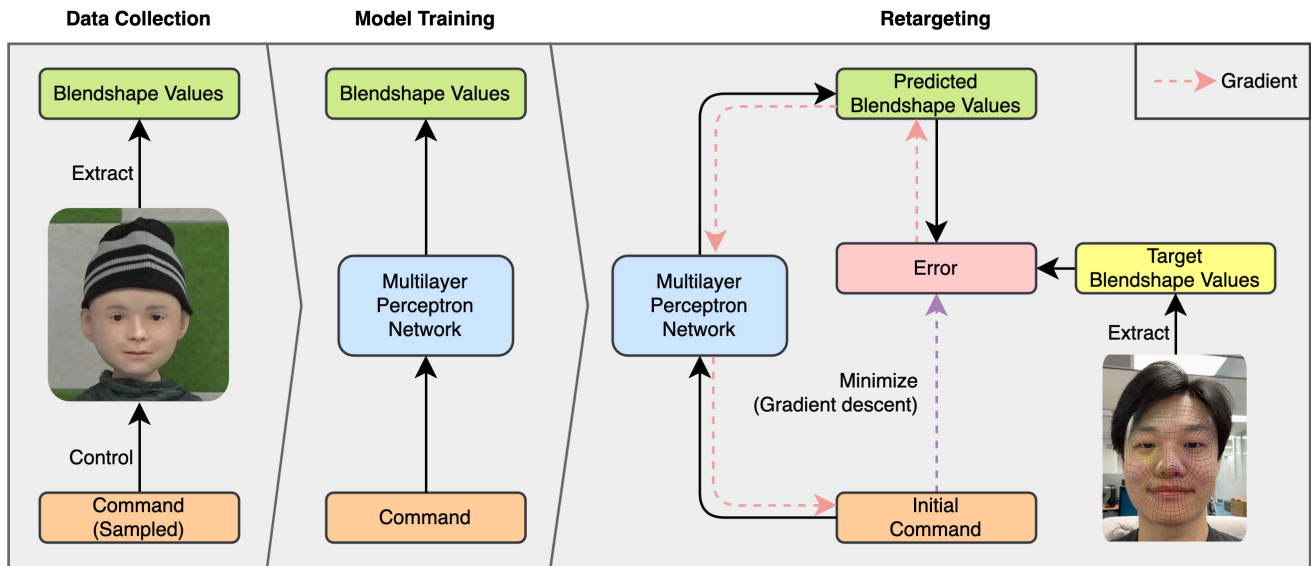 Data Collection
Model Training
Retargeting
Blendshape Values
Extract
Control
Command
(Sampled)
Blendshape Values
Multilayer
Perceptron
Network
Command
Predicted
Blendshape Values
Gradient
Multilayer
Perceptron
Network
Error
Target
Blendshape Values
Extract
Minimize
(Gradient descent)
Initial
Command